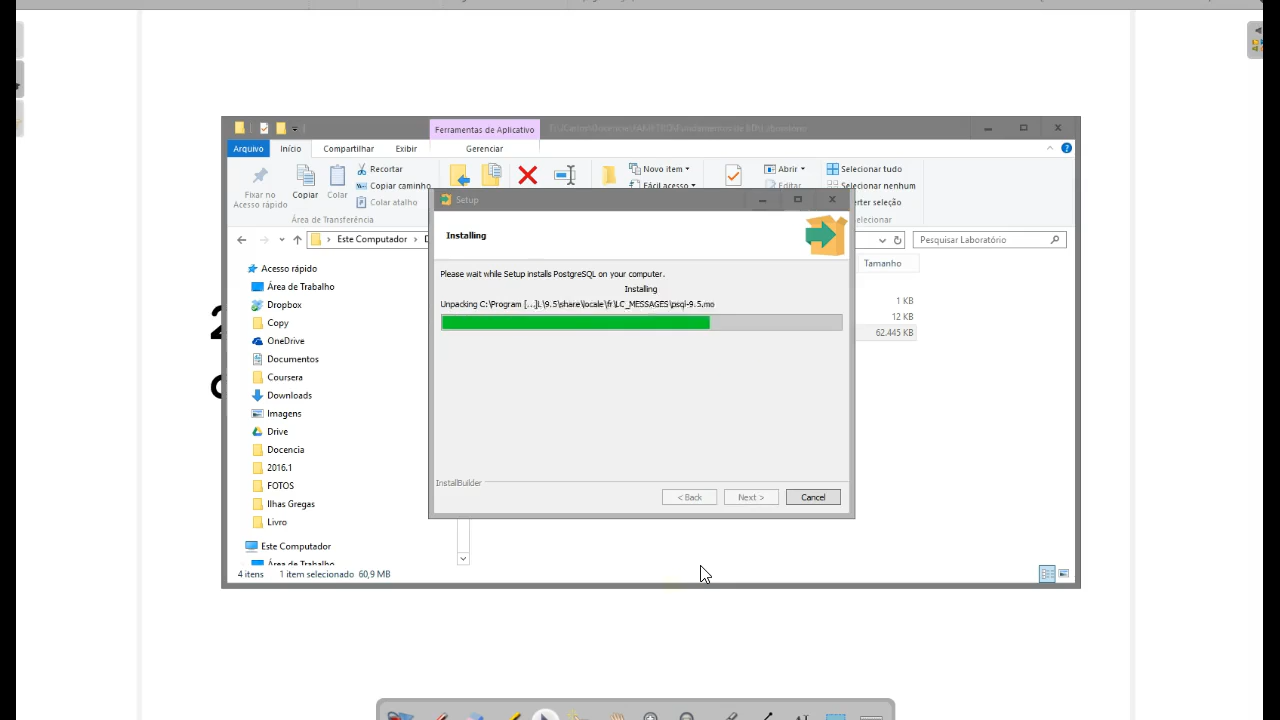 Ferramentas de Aplicativo
Arquivo
Início
Compartilhar
Exibir
Gerenciar
Fixar no
Acesso rápido
Copiar
Colar
Recortar
Copiar caminho
Colar atalho
Área de Transferência
Novo item
Fácil acesso
Abrir
Editar
Selecionar tudo
Selecionar nenhum
erter seleção
elecionar
Este Computador
Pesquisar Laboratório
Setup
Installing
Please wait while Setup installs PostgreSQL on your computer.
Installing
Unpacking C:\Program [...]L\9.5\share\locale\fr\LC_MESSAGES\psql-9.5.mo
InstallBuilder
< Back
Next >
Cancel
Tamanho
1 KB
12 KB
62.445 KB
Acesso rápido
Área de Trabalho
Dropbox
Copy
OneDrive
Documentos
Coursera
Downloads
Imagens
Drive
Docencia
2016.1
FOTOS
Ilhas Gregas
Livro
Este Computador
Área de Trabalho
4 itens
1 item selecionado 60,9 MB